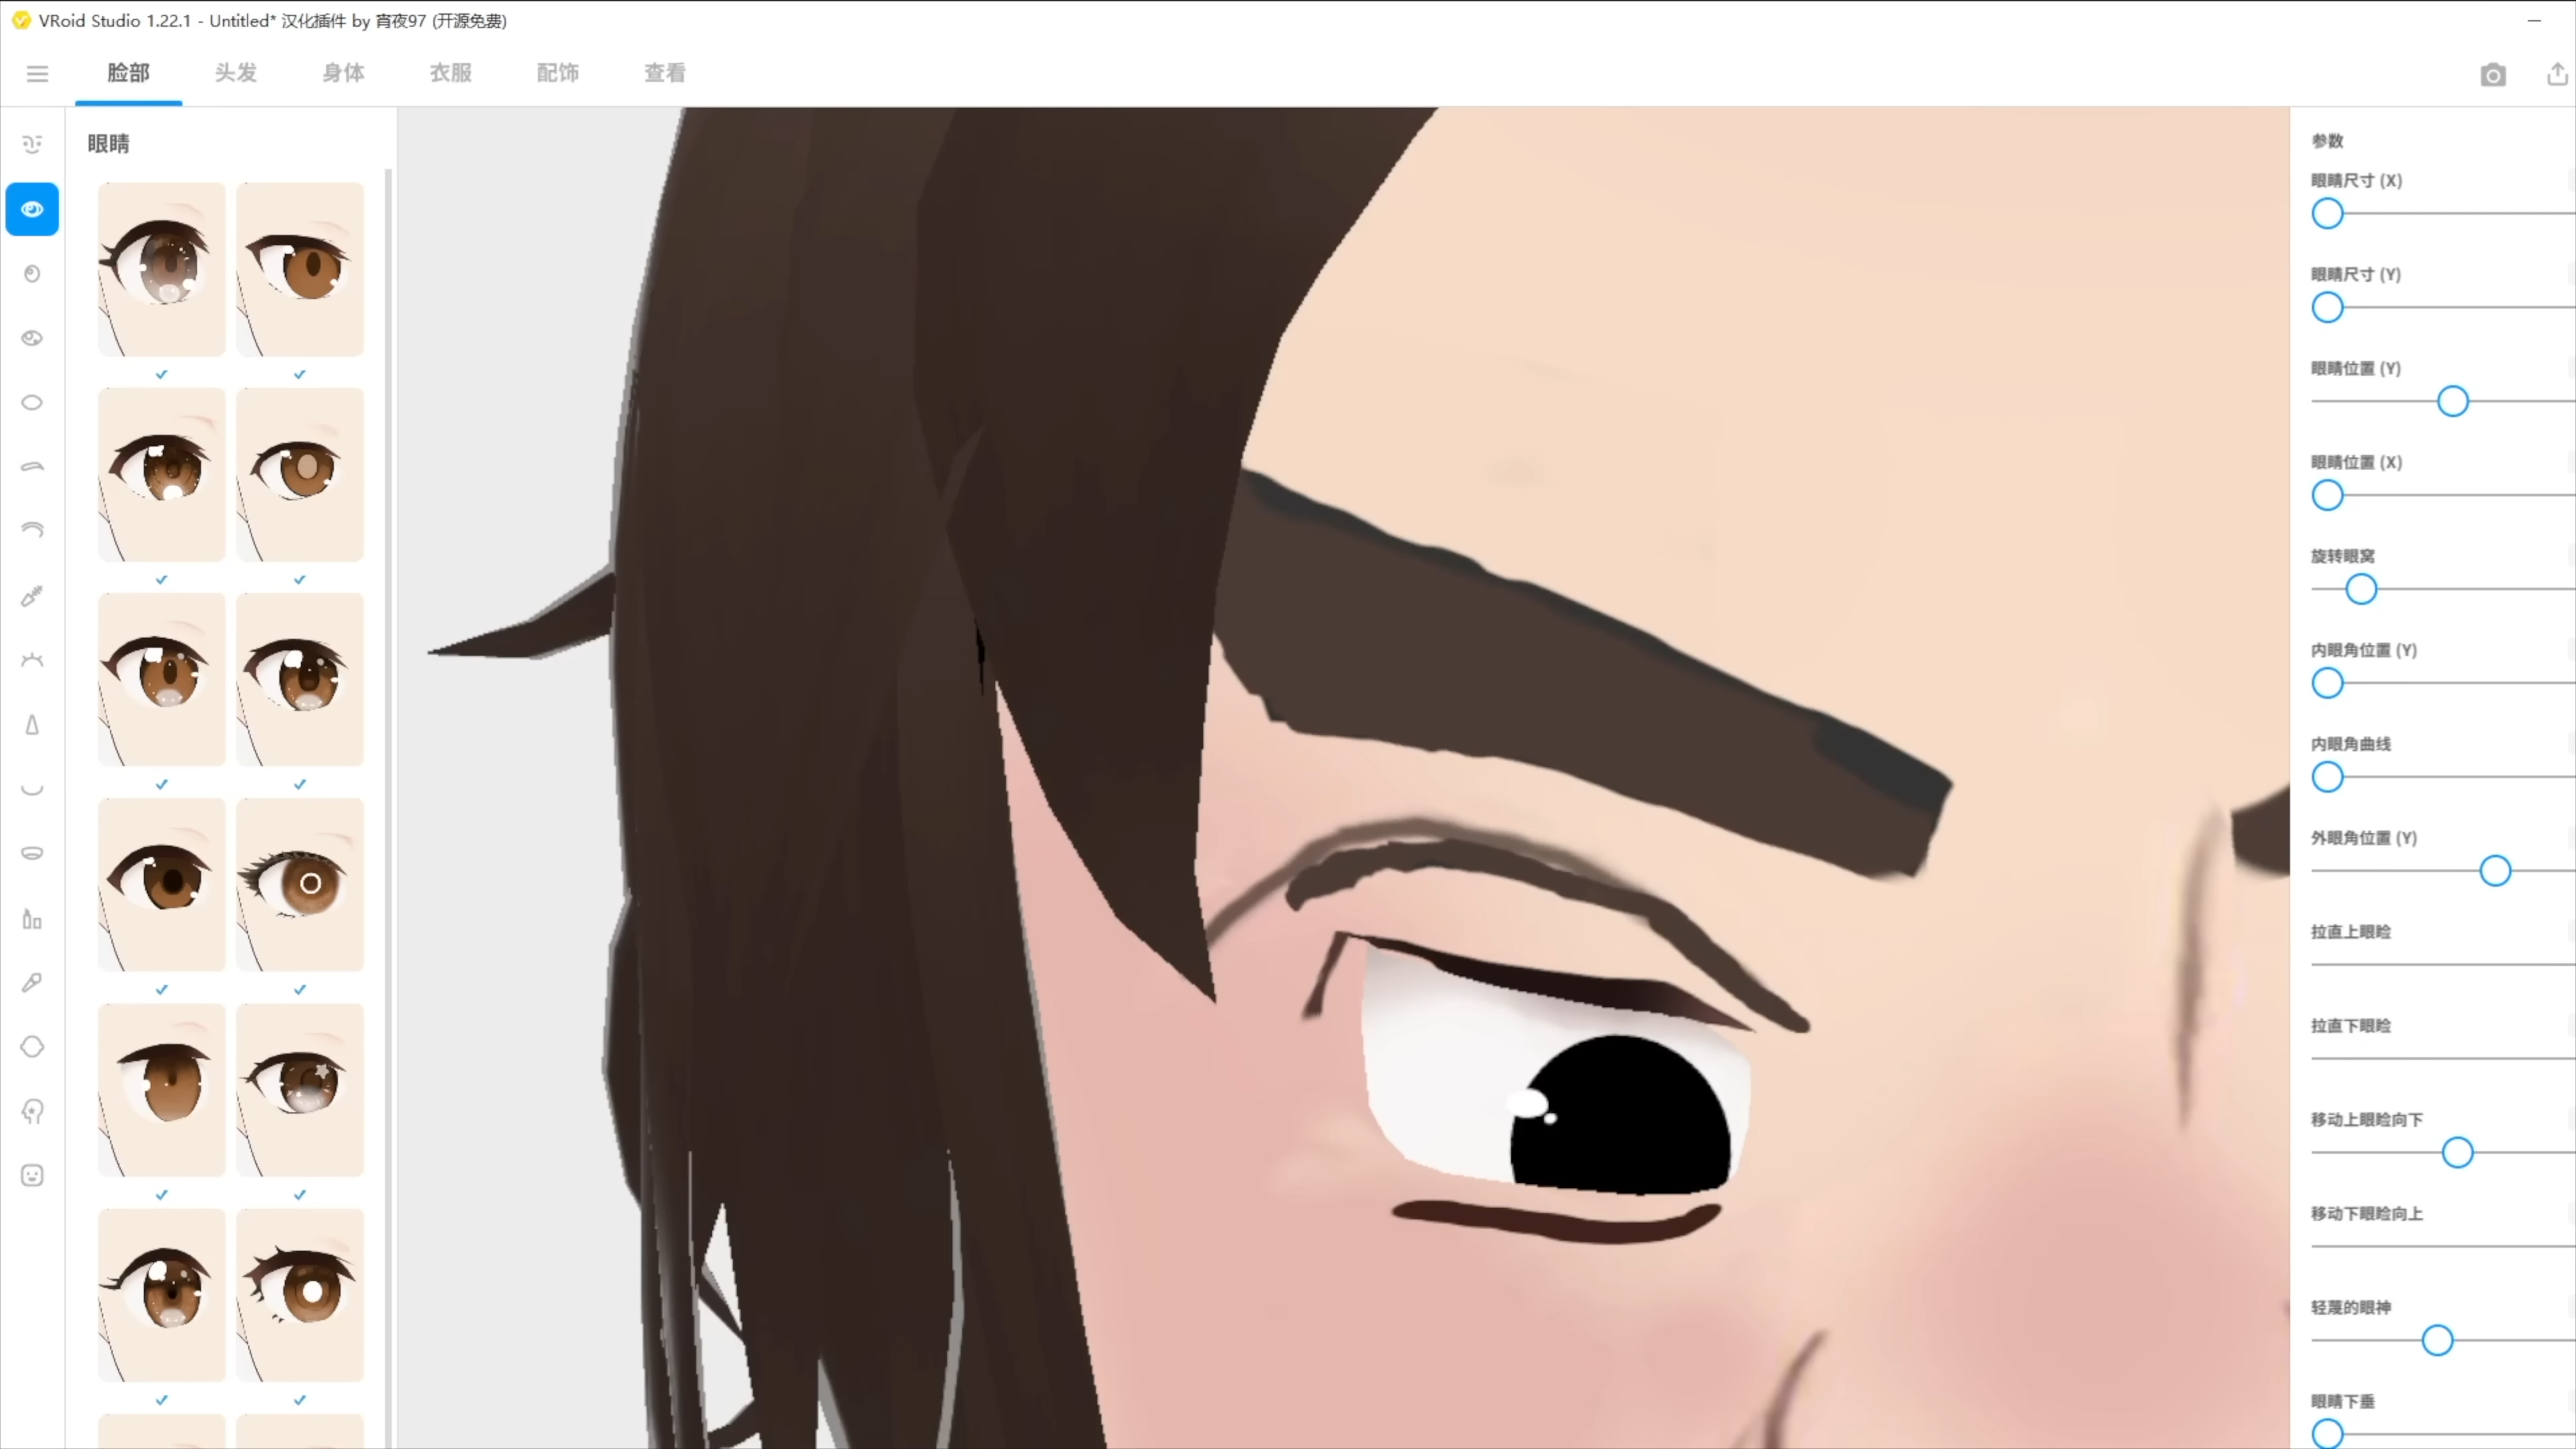 VRoid Studio 1.22.1 - Untitled* 汉化插件 by 宵夜97 (开源免费)
脸部 头发 身体 衣服 配饰 查看
眼睛
参数
眼睛尺寸 (X)
眼睛尺寸 (Y)
眼睛位置 (Y)
眼睛位置 (X)
旋转眼窝
内眼角位置 (Y)
内眼角曲线
外眼角位置 (Y)
拉直上眼睑
拉直下眼睑
移动上眼睑向下
移动下眼睑向上
轻蔑的眼神
眼睛下垂